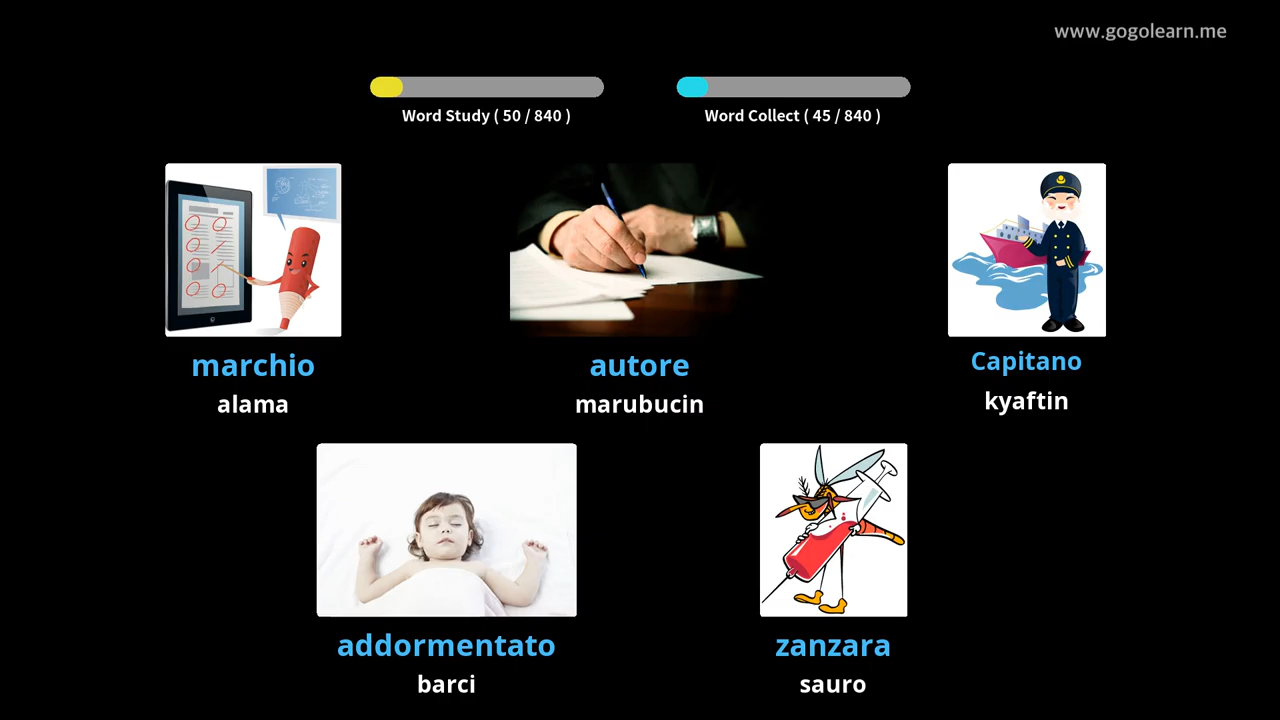 www.gogolearn.me
Word Study ( 50 / 840 )
Word Collect ( 45 / 840 )
marchio
alama
autore
marubucin
Capitano
kyaftin
addormentato
barci
zanzara
sauro